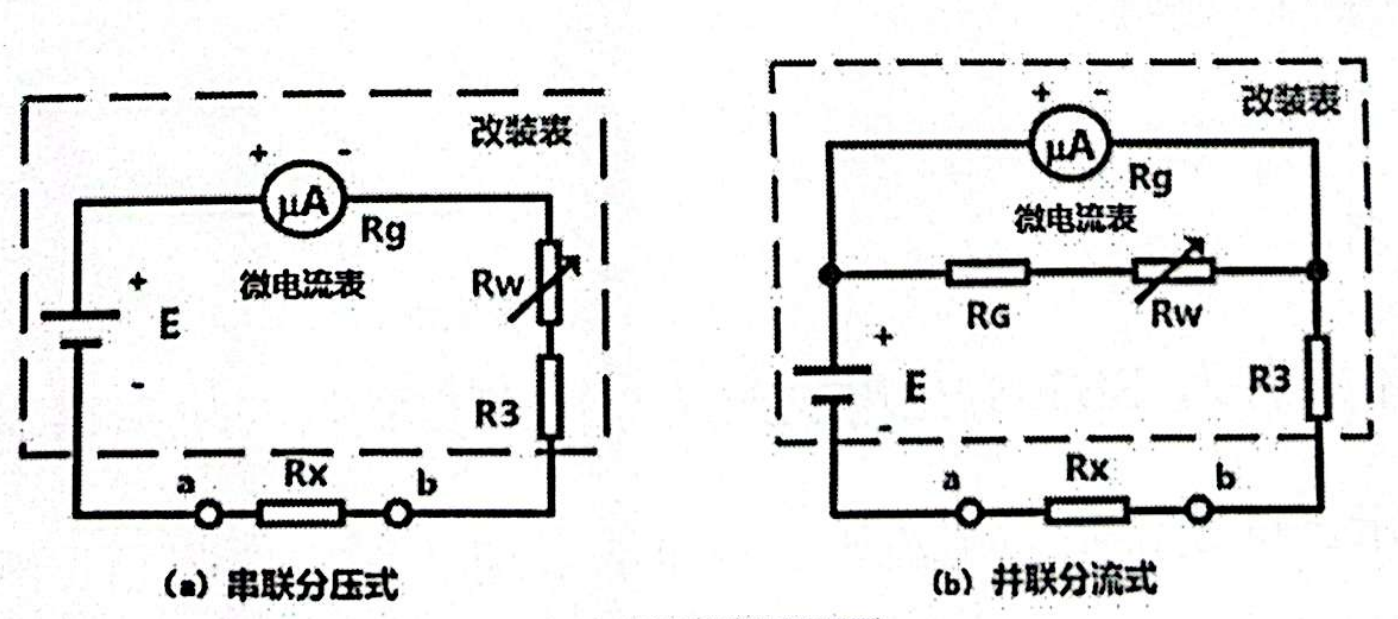 改装表
+ -
μA
Rg
微电流表
Rw
+
E
-
R3
a
Rx
b
(a) 串联分压式
改装表
+ -
μA
Rg
微电流表
RG
Rw
+
E
-
R3
a
Rx
b
(b) 并联分流式